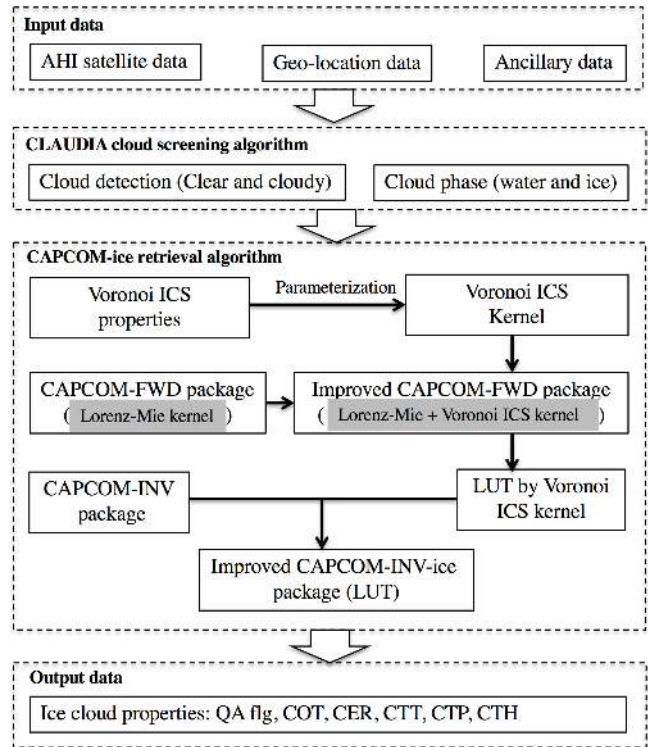 Input data
AHI satellite data
Geo-location data
Ancillary data
CLAUDIA cloud screening algorithm
Cloud detection (Clear and cloudy)
Cloud phase (water and ice)
CAPCOM-ice retrieval algorithm
Voronoi ICS
properties
Parameterization
Voronoi ICS
Kernel
CAPCOM-FWD package
( Lorenz-Mie kernel )
Improved CAPCOM-FWD package
( Lorenz-Mie + Voronoi ICS kernel )
CAPCOM-INV
package
LUT by Voronoi
ICS kernel
Improved CAPCOM-INV-ice
package (LUT)
Output data
Ice cloud properties: QA flg, COT, CER, CTT, CTP, CTH